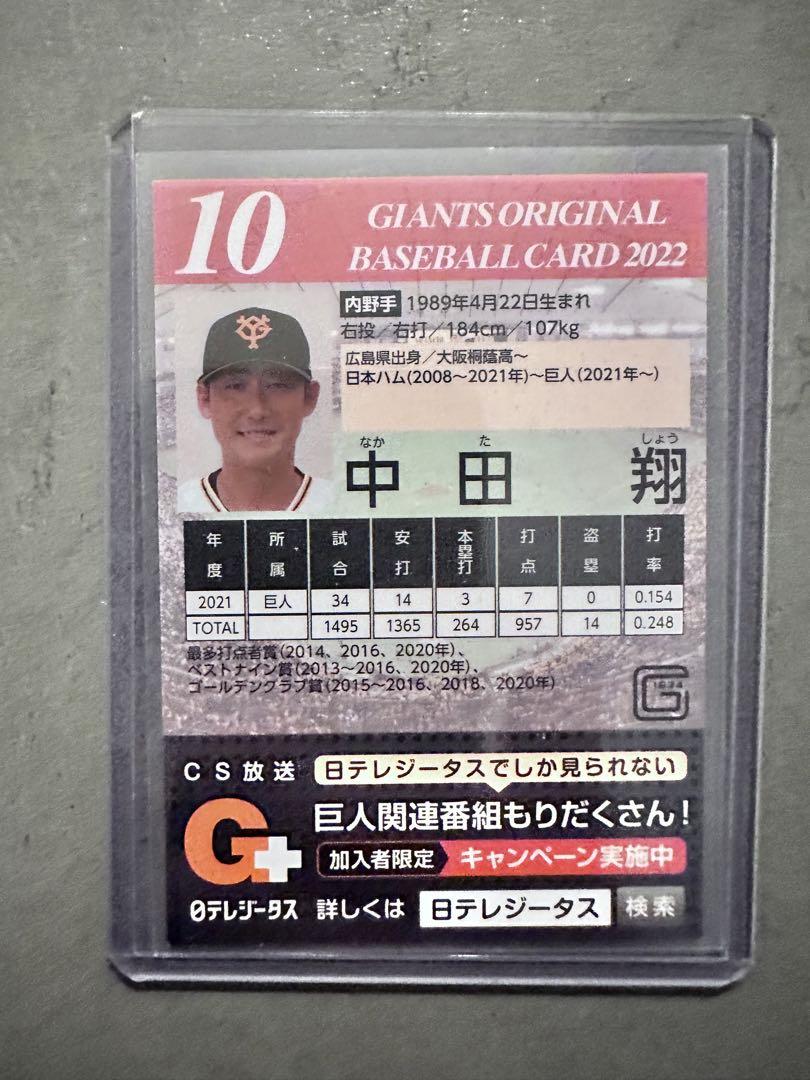 10
GIANTS ORIGINAL
BASEBALL CARD 2022
内野手 1989年4月22日生まれ
右投／右打／184cm／107kg
広島県出身／大阪桐蔭高～
日本ハム(2008～2021年)～巨人(2021年～)
なか た しょう
中田 翔
年度 所属 試合 安打 本塁打 打点 盗塁 打率
2021 巨人 34 14 3 7 0 0.154
TOTAL 1495 1365 264 957 14 0.248
最多打点者賞(2014、2016、2020年)、
ベストナイン賞(2013～2016、2020年)、
ゴールデングラブ賞(2015～2016、2018、2020年)
G 1934
CS放送 日テレジータスでしか見られない
G+ 巨人関連番組もりだくさん！
加入者限定 キャンペーン実施中
日テレジータス 詳しくは 日テレジータス 検索